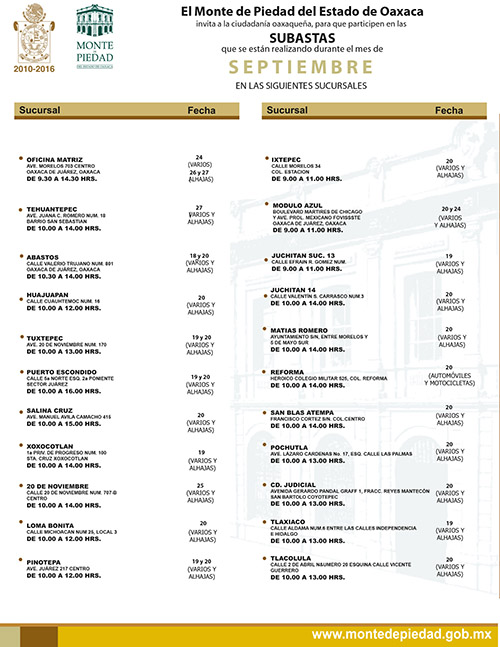 2010-2016
MONTE
DE
PIEDAD
El Monte de Piedad del Estado de Oaxaca
invita a la ciudadanía oaxaqueña, para que participen en las
SUBASTAS
que se están realizando durante el mes de
SEPTIEMBRE
EN LAS SIGUIENTES SUCURSALES
Sucursal Fecha
OFICINA MATRIZ
AVE. MORELOS 703 CENTRO
OAXACA DE JUÁREZ, OAXACA
DE 9.30 A 14.30 HRS.
24
(VARIOS)
26 y 27
ALHAJAS)
TEHUANTEPEC
AVE. JUANA C. ROMERO NUM. 18
BARRIO SAN SEBASTIAN
DE 10.00 A 14.00 HRS.
27
(VARIOS Y
ALHAJAS)
ABASTOS
CALLE VALERIO TRUJANO NUM. 801
OAXACA DE JUÁREZ, OAXACA
DE 10.30 A 14.00 HRS.
18 y 20
(VARIOS Y
ALHAJAS)
HUAJUAPAN
CALLE CUAUHTEMOC NUM. 16
DE 10.00 A 12.00 HRS.
20
(VARIOS Y
ALHAJAS)
TUXTEPEC
AVE. 20 DE NOVIEMBRE NUM. 170
DE 10.00 A 13.00 HRS.
19 y 20
(VARIOS Y
ALHAJAS)
PUERTO ESCONDIDO
CALLE 5a NORTE ESQ. 2a PONIENTE
SECTOR JUÁREZ
DE 10.00 A 16.00 HRS.
19 y 20
(VARIOS Y
ALHAJAS)
SALINA CRUZ
AVE. MANUEL AVILA CAMACHO 415
DE 10.00 A 15.00 HRS.
20
(VARIOS Y
ALHAJAS)
XOXOCOTLAN
1a PRIV. DE PROGRESO NUM. 100
STA. CRUZ XOXOCOTLAN
DE 10.00 A 14.00 HRS.
19
(VARIOS Y
ALHAJAS)
20 DE NOVIEMBRE
CALLE 20 DE NOVIEMBRE NUM. 707-D
CENTRO
DE 10.00 A 14.00 HRS.
25
(VARIOS Y
ALHAJAS)
LOMA BONITA
CALLE MICHOACAN NUM 25, LOCAL 3
DE 10.00 A 12.00 HRS.
20
(VARIOS Y
ALHAJAS)
PINOTEPA
AVE. JUÁREZ 217 CENTRO
DE 10.00 A 12.00 HRS.
19 y 20
(VARIOS Y
ALHAJAS)
Sucursal Fecha
IXTEPEC
CALLE MORELOS 34
COL. ESTACION
DE 9.00 A 11.00 HRS.
20
(VARIOS Y
ALHAJAS)
MODULO AZUL
BOULEVARD MARTIRES DE CHICAGO
Y AVE. PROL. MEXICANO FOVISSSTE
OAXACA DE JUÁREZ, OAXACA
DE 9.00 A 11.00 HRS.
20 y 24
(VARIOS
Y ALHAJAS)
JUCHITAN SUC. 13
CALLE EFRAIN R. GOMEZ NUM.
DE 9.00 A 11.00 HRS.
19
(VARIOS Y
ALHAJAS)
JUCHITAN 14
CALLE VALENTÍN S. CARRASCO NUM 3
DE 10.00 A 14.00 HRS.
20
(VARIOS Y
ALHAJAS)
MATIAS ROMERO
AYUNTAMIENTO S/N, ENTRE MORELOS Y
5 DE MAYO SUR
DE 10.00 A 14.00 HRS.
20
(VARIOS Y
ALHAJAS)
REFORMA
HEROICO COLEGIO MILITAR 825, COL. REFORMA
DE 10.00 A 14.00 HRS.
20
(AUTOMÓVILES
Y MOTOCICLETAS)
SAN BLAS ATEMPA
FRANCISCO CORTEZ S/N. COL.CENTRO
DE 10.00 A 14.00 HRS.
20
(VARIOS Y
ALHAJAS)
POCHUTLA
AVE. LAZARO CARDENAS No. 17, ESQ. CALLE LAS PALMAS
DE 10.00 A 13.00 HRS.
20
(VARIOS Y
ALHAJAS)
CD. JUDICIAL
AVENIDA GERARDO PANDAL GRAFF 1, FRACC. REYES MANTECÓN
SAN BARTOLO COYOTEPEC
DE 10.00 A 13.00 HRS.
20
(VARIOS Y
ALHAJAS)
TLAXIACO
CALLE ALDAMA NUM 8 ENTRE LAS CALLES INDEPENDENCIA
E HIDALGO
DE 10.00 A 13.00 HRS.
19
(VARIOS Y
ALHAJAS)
TLACOLULA
CALLE 2 DE ABRIL N&UMERO 20 ESQUINA CALLE VICENTE
GUERRERO
DE 10.00 A 13.00 HRS.
20
(VARIOS Y
ALHAJAS)
www.montedepiedad.gob.mx